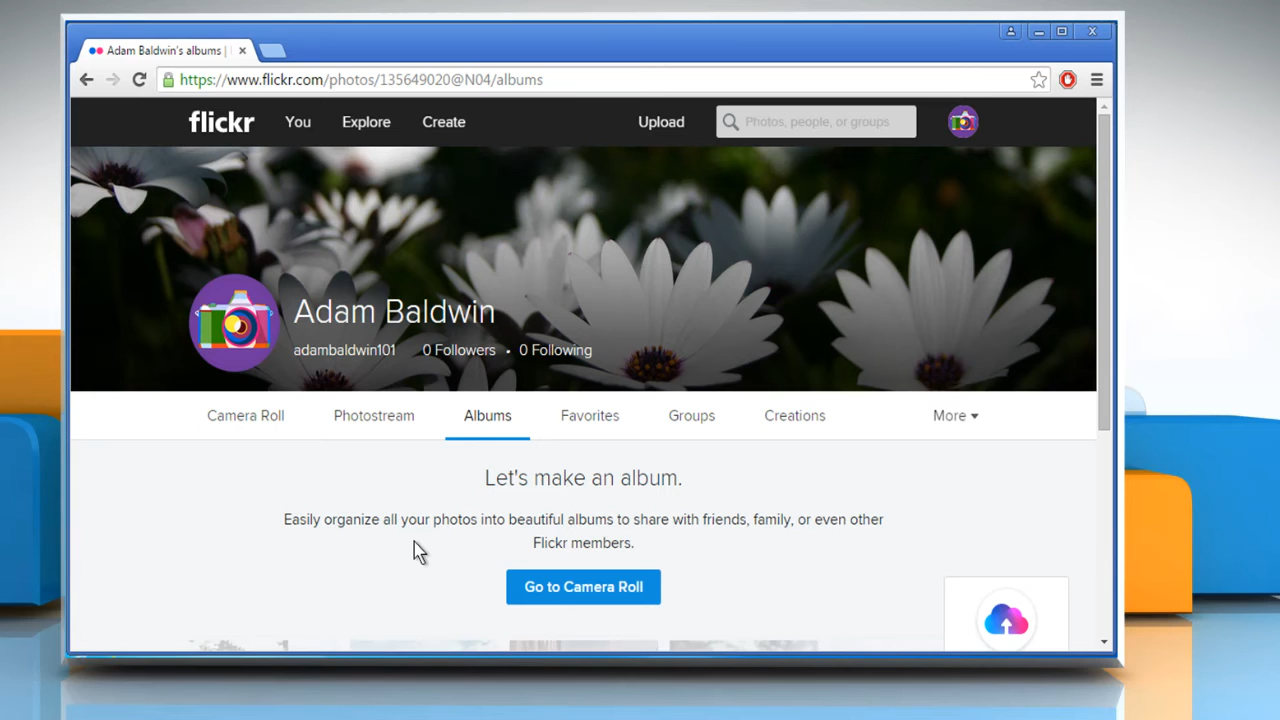 Adam Baldwin's albums |
https://www.flickr.com/photos/135649020@N04/albums
flickr You Explore Create Upload Photos, people, or groups
Adam Baldwin
adambaldwin101 0 Followers • 0 Following
Camera Roll Photostream Albums Favorites Groups Creations More
Let's make an album.
Easily organize all your photos into beautiful albums to share with friends, family, or even other
Flickr members.
Go to Camera Roll